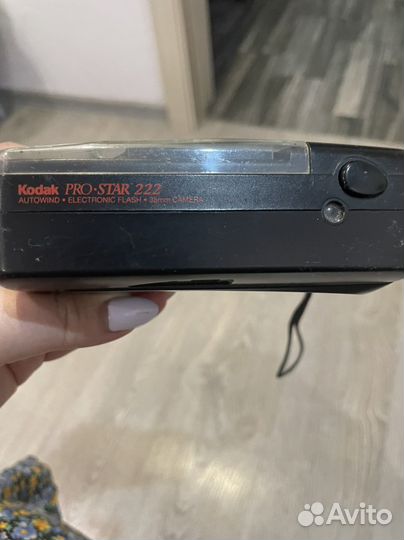 Kodak PRO•STAR 222
AUTOWIND • ELECTRONIC FLASH • 35mm CAMERA
Avito